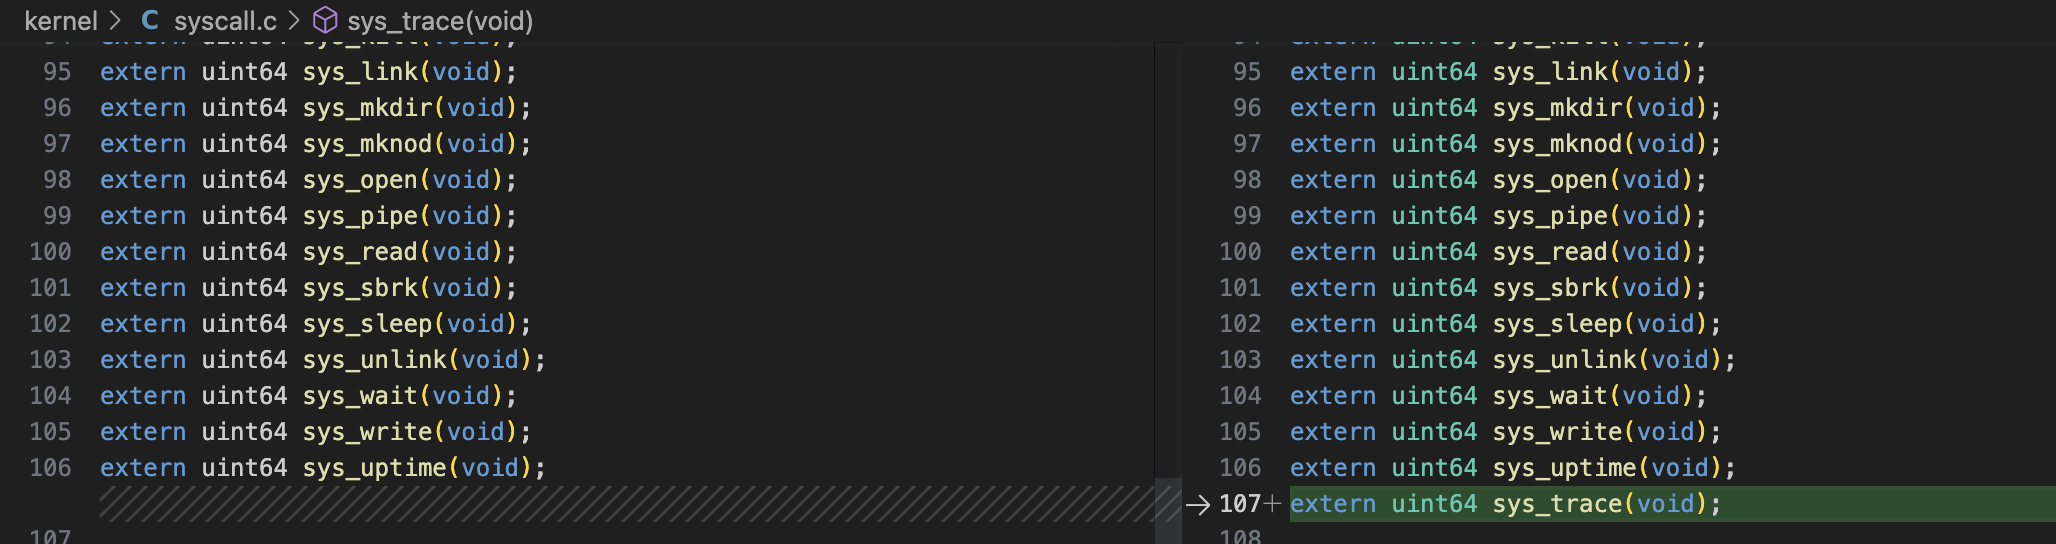 kernel > C syscall.c > sys_trace(void)
95 extern uint64 sys_link(void);
96 extern uint64 sys_mkdir(void);
97 extern uint64 sys_mknod(void);
98 extern uint64 sys_open(void);
99 extern uint64 sys_pipe(void);
100 extern uint64 sys_read(void);
101 extern uint64 sys_sbrk(void);
102 extern uint64 sys_sleep(void);
103 extern uint64 sys_unlink(void);
104 extern uint64 sys_wait(void);
105 extern uint64 sys_write(void);
106 extern uint64 sys_uptime(void);
107
95 extern uint64 sys_link(void);
96 extern uint64 sys_mkdir(void);
97 extern uint64 sys_mknod(void);
98 extern uint64 sys_open(void);
99 extern uint64 sys_pipe(void);
100 extern uint64 sys_read(void);
101 extern uint64 sys_sbrk(void);
102 extern uint64 sys_sleep(void);
103 extern uint64 sys_unlink(void);
104 extern uint64 sys_wait(void);
105 extern uint64 sys_write(void);
106 extern uint64 sys_uptime(void);
→ 107+ extern uint64 sys_trace(void);
108